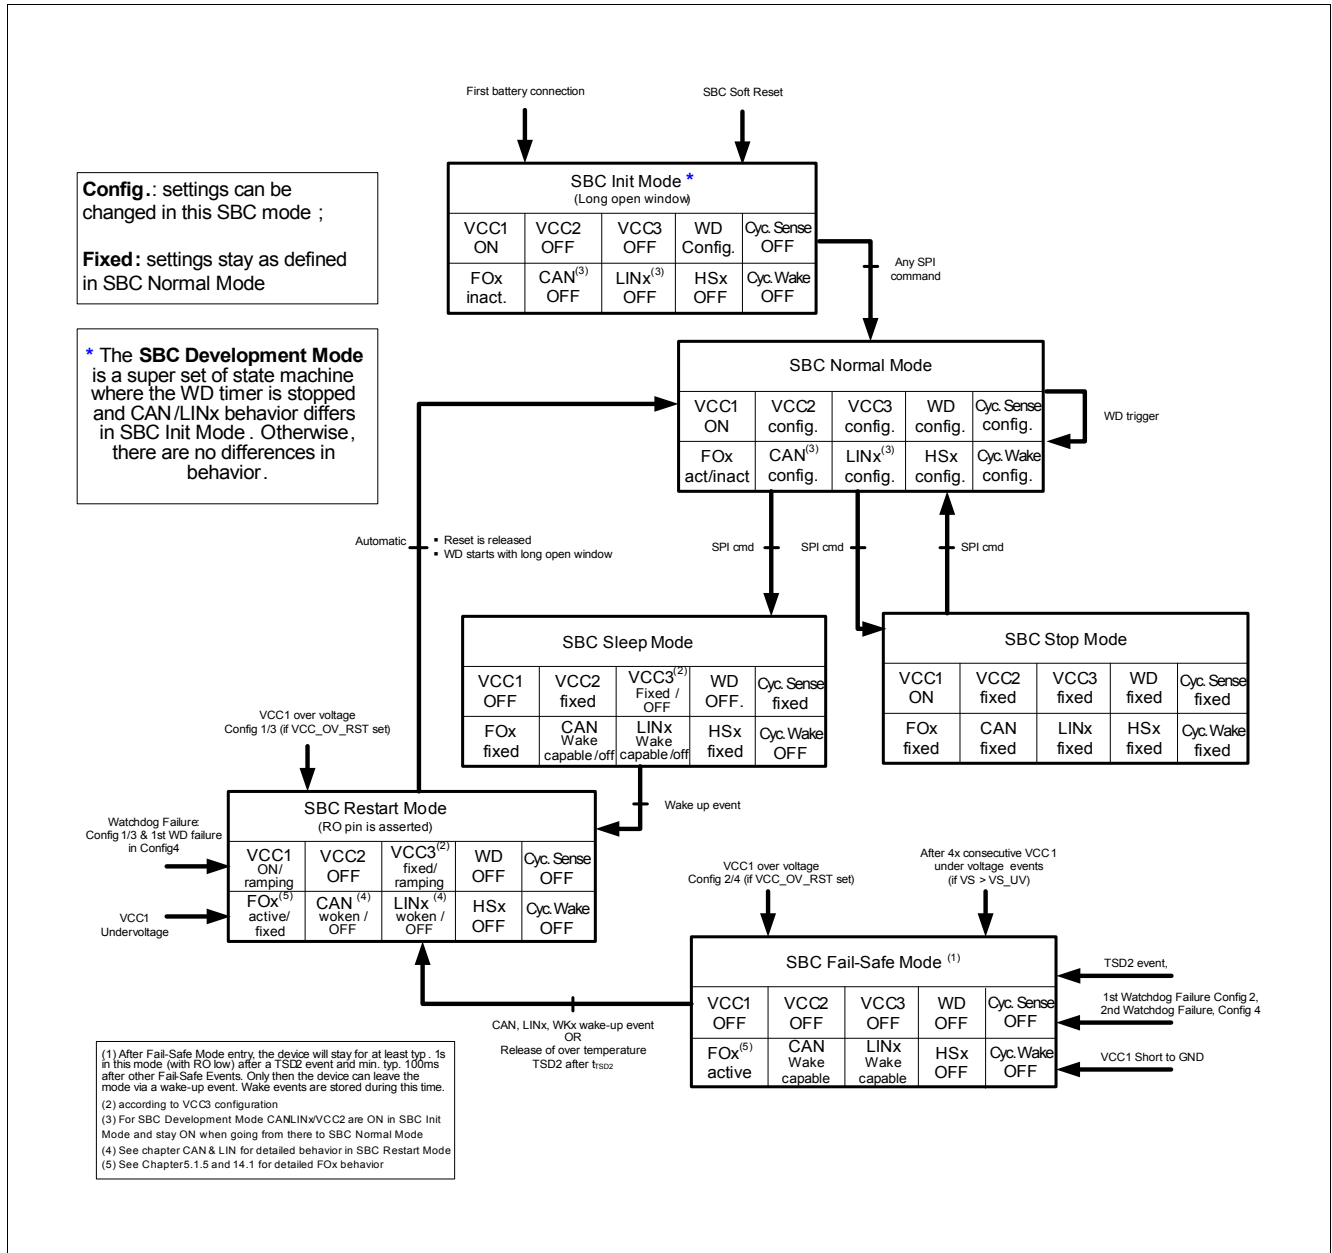 First battery connection
SBC Soft Reset
Config.: settings can be
changed in this SBC mode ;
Fixed: settings stay as defined
in SBC Normal Mode
* The SBC Development Mode
is a super set of state machine
where the WD timer is stopped
and CAN/LINx behavior differs
in SBC Init Mode . Otherwise,
there are no differences in
behavior .
SBC Init Mode *
(Long open window)
VCC1 ON
VCC2 OFF
VCC3 OFF
WD Config.
Cyc. Sense OFF
FOx inact.
CAN(3) OFF
LINx(3) OFF
HSx OFF
Cyc. Wake OFF
Any SPI
command
SBC Normal Mode
VCC1 ON
VCC2 config.
VCC3 config.
WD config.
Cyc. Sense config.
FOx act/inact
CAN(3) config.
LINx(3) config.
HSx config.
Cyc. Wake config.
WD trigger
Automatic
▪ Reset is released
▪ WD starts with long open window
SPI cmd
SPI cmd
SPI cmd
SBC Sleep Mode
VCC1 OFF
VCC2 fixed
VCC3(2) Fixed / OFF
WD OFF.
Cyc. Sense fixed
FOx fixed
CAN Wake capable /off
LINx Wake capable /off
HSx fixed
Cyc. Wake OFF
SBC Stop Mode
VCC1 ON
VCC2 fixed
VCC3 fixed
WD fixed
Cyc. Sense fixed
FOx fixed
CAN fixed
LINx fixed
HSx fixed
Cyc. Wake fixed
VCC1 over voltage
Config 1/3 (if VCC_OV_RST set)
Wake up event
Watchdog Failure:
Config 1/3 & 1st WD failure
in Config4
VCC1
Undervoltage
SBC Restart Mode
(RO pin is asserted)
VCC1 ON/ ramping
VCC2 OFF
VCC3(2) fixed/ ramping
WD OFF
Cyc. Sense OFF
FOx(5) active/ fixed
CAN (4) woken / OFF
LINx (4) woken / OFF
HSx OFF
Cyc. Wake OFF
VCC1 over voltage
Config 2/4 (if VCC_OV_RST set)
After 4x consecutive VCC1
under voltage events
(if VS > VS_UV)
SBC Fail-Safe Mode (1)
VCC1 OFF
VCC2 OFF
VCC3 OFF
WD OFF
Cyc. Sense OFF
FOx(5) active
CAN Wake capable
LINx Wake capable
HSx OFF
Cyc. Wake OFF
TSD2 event,
1st Watchdog Failure Config 2,
2nd Watchdog Failure, Config 4
VCC1 Short to GND
CAN, LINx, WKx wake-up event
OR
Release of over temperature
TSD2 after tTSD2
(1) After Fail-Safe Mode entry, the device will stay for at least typ . 1s
in this mode (with RO low) after a TSD2 event and min. typ. 100ms
after other Fail-Safe Events. Only then the device can leave the
mode via a wake-up event. Wake events are stored during this time.
(2) according to VCC3 configuration
(3) For SBC Development Mode CAN/LINx/VCC2 are ON in SBC Init
Mode and stay ON when going from there to SBC Normal Mode
(4) See chapter CAN & LIN for detailed behavior in SBC Restart Mode
(5) See Chapter 5.1.5 and 14.1 for detailed FOx behavior